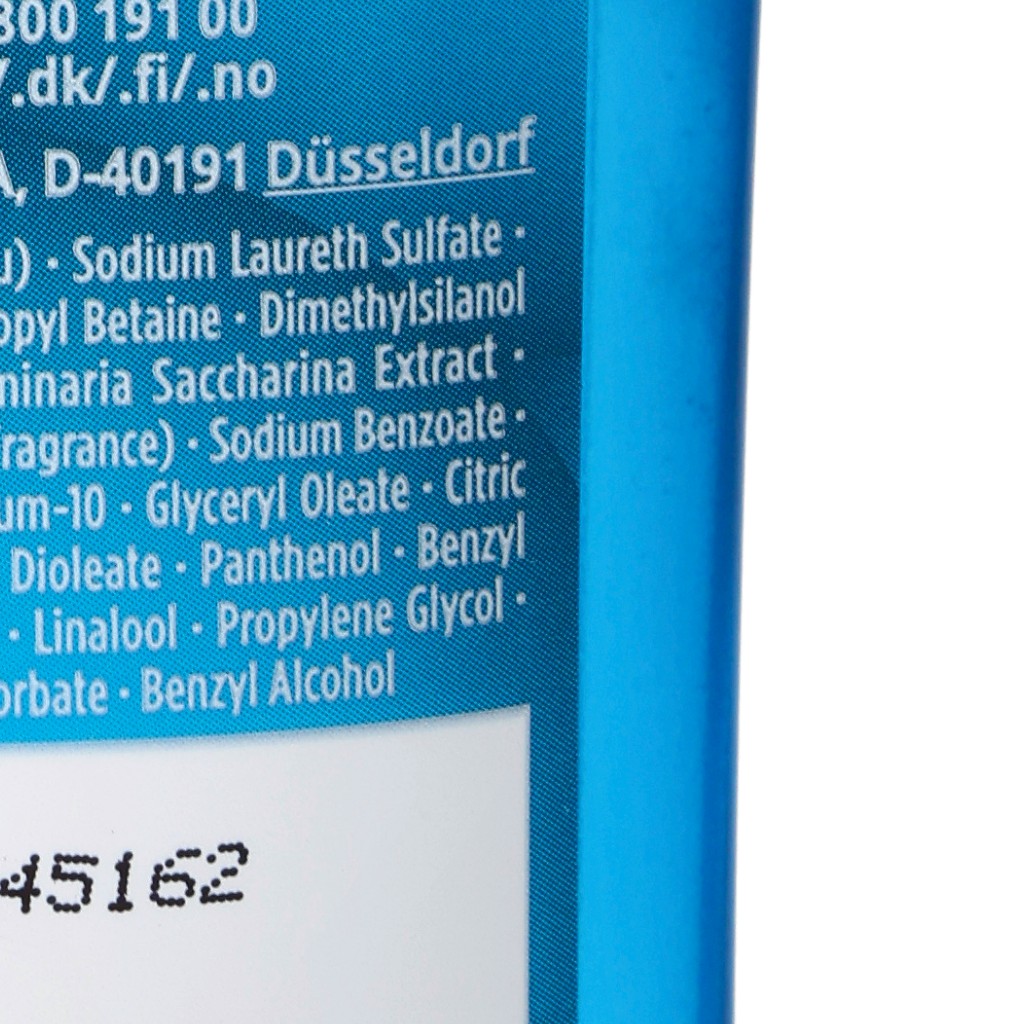 300 191 00
/.dk/.fi/.no
A, D-40191 Düsseldorf
u) · Sodium Laureth Sulfate ·
opyl Betaine · Dimethylsilanol
ninaria Saccharina Extract ·
ragrance) · Sodium Benzoate ·
um-10 · Glyceryl Oleate · Citric
Dioleate · Panthenol · Benzyl
· Linalool · Propylene Glycol ·
orbate · Benzyl Alcohol
45162